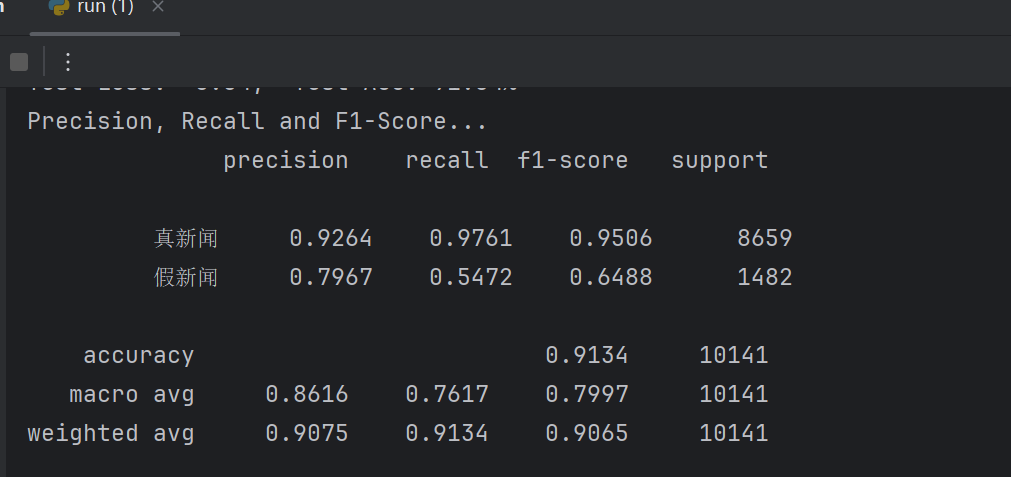 run (1)
Precision, Recall and F1-Score...
precision recall f1-score support
真新闻 0.9264 0.9761 0.9506 8659
假新闻 0.7967 0.5472 0.6488 1482
accuracy 0.9134 10141
macro avg 0.8616 0.7617 0.7997 10141
weighted avg 0.9075 0.9134 0.9065 10141